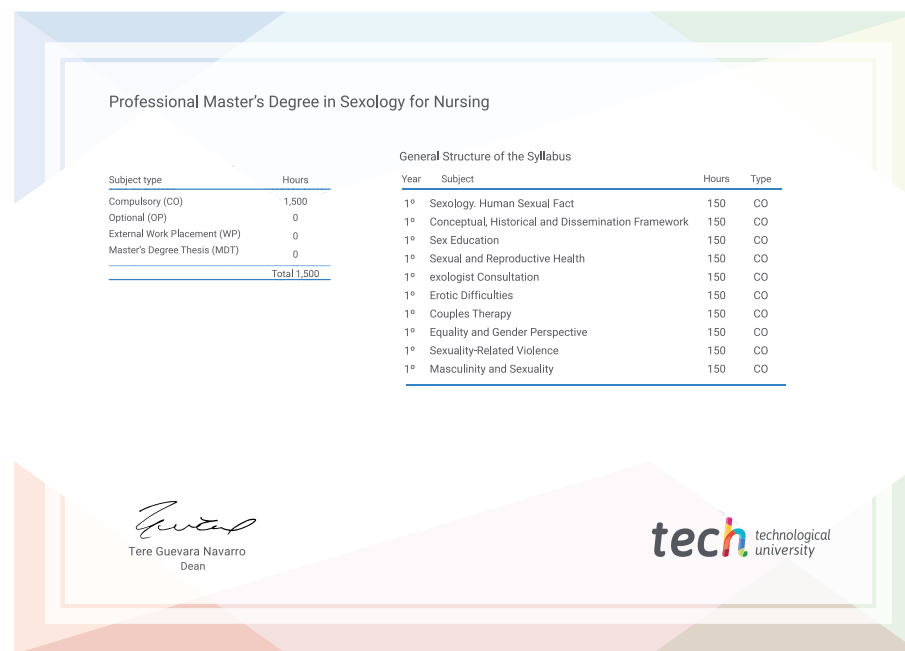 Professional Master's Degree in Sexology for Nursing
Subject type Hours
Compulsory (CO) 1,500
Optional (OP) 0
External Work Placement (WP) 0
Master's Degree Thesis (MDT) 0
Total 1,500
General Structure of the Syllabus
Year Subject Hours Type
1º Sexology. Human Sexual Fact 150 CO
1º Conceptual, Historical and Dissemination Framework 150 CO
1º Sex Education 150 CO
1º Sexual and Reproductive Health 150 CO
1º exologist Consultation 150 CO
1º Erotic Difficulties 150 CO
1º Couples Therapy 150 CO
1º Equality and Gender Perspective 150 CO
1º Sexuality-Related Violence 150 CO
1º Masculinity and Sexuality 150 CO
Tere Guevara Navarro
Dean
tech technological
university